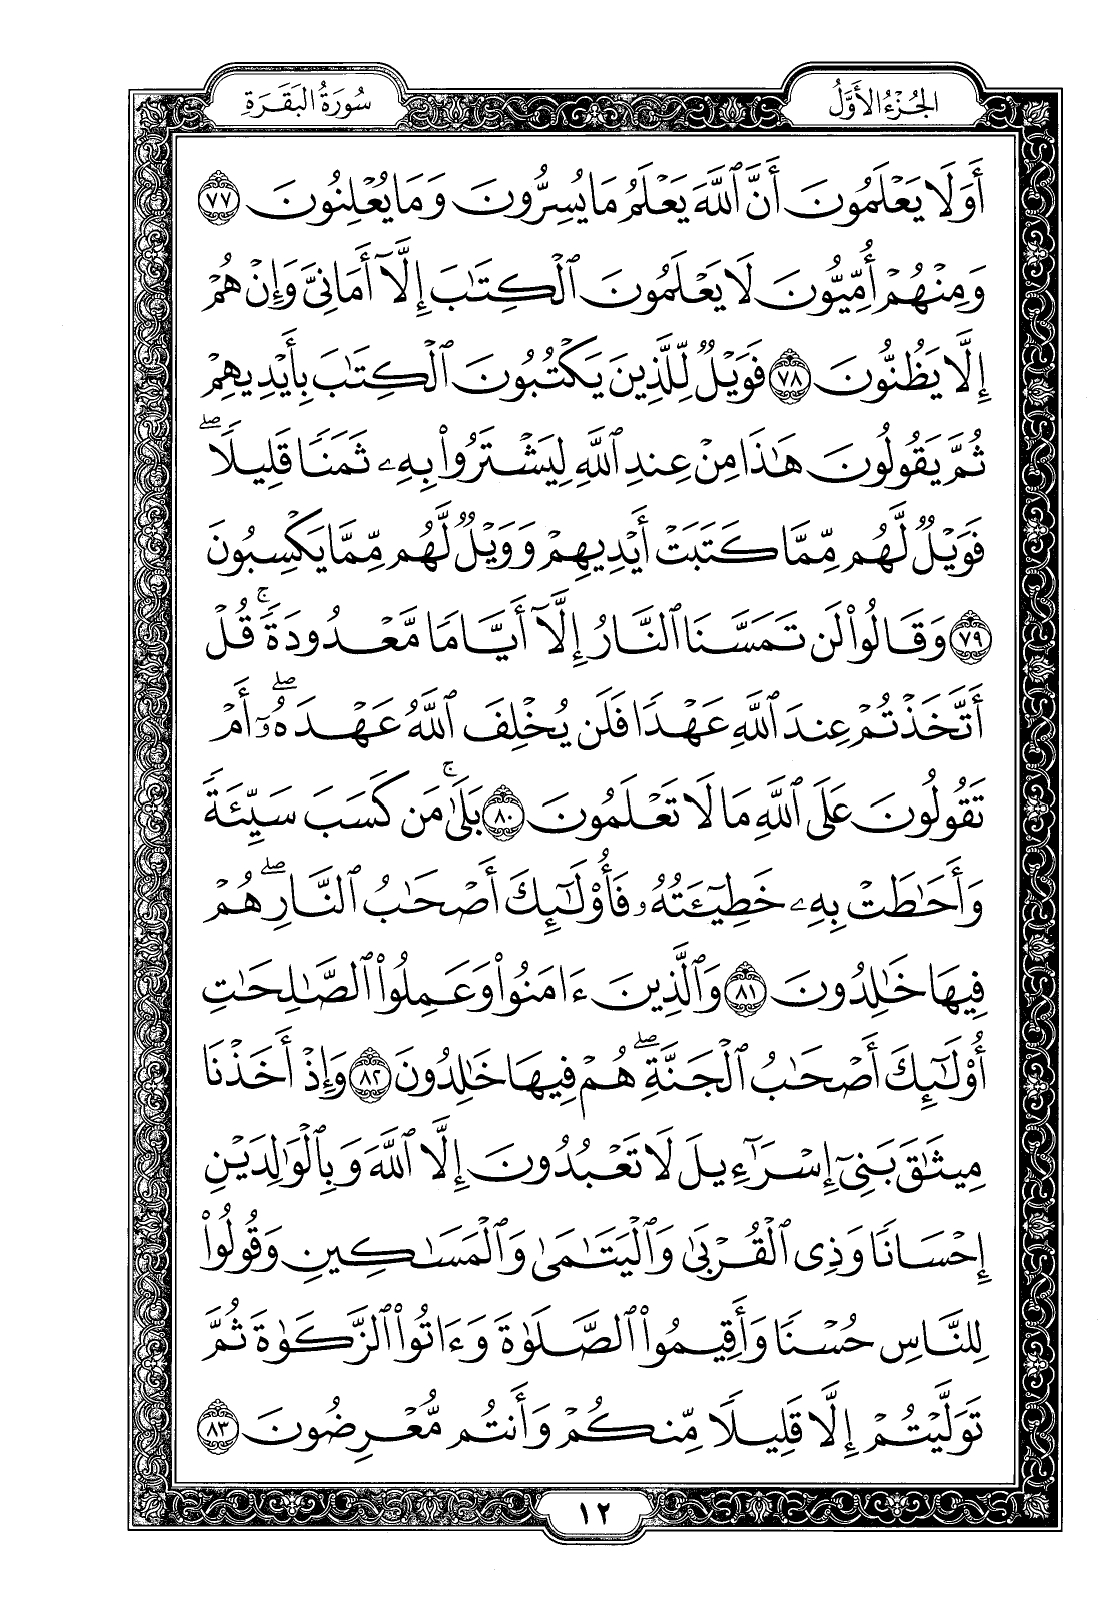 الجُزْءُ الأَوَّلُ
سُورَةُ البَقَرَةِ
أَوَلَا يَعْلَمُونَ أَنَّ ٱللَّهَ يَعْلَمُ مَا يُسِرُّونَ وَمَا يُعْلِنُونَ ٧٧
وَمِنْهُمْ أُمِّيُّونَ لَا يَعْلَمُونَ ٱلْكِتَٰبَ إِلَّآ أَمَانِىَّ وَإِنْ هُمْ
إِلَّا يَظُنُّونَ ٧٨ فَوَيْلٌ لِّلَّذِينَ يَكْتُبُونَ ٱلْكِتَٰبَ بِأَيْدِيهِمْ
ثُمَّ يَقُولُونَ هَٰذَا مِنْ عِندِ ٱللَّهِ لِيَشْتَرُوا۟ بِهِۦ ثَمَنًا قَلِيلًا ۖ
فَوَيْلٌ لَّهُم مِّمَّا كَتَبَتْ أَيْدِيهِمْ وَوَيْلٌ لَّهُم مِّمَّا يَكْسِبُونَ
٧٩ وَقَالُوا۟ لَن تَمَسَّنَا ٱلنَّارُ إِلَّآ أَيَّامًا مَّعْدُودَةً ۚ قُلْ
أَتَّخَذْتُمْ عِندَ ٱللَّهِ عَهْدًا فَلَن يُخْلِفَ ٱللَّهُ عَهْدَهُۥٓ ۖ أَمْ
تَقُولُونَ عَلَى ٱللَّهِ مَا لَا تَعْلَمُونَ ٨٠ بَلَىٰ ۚ مَن كَسَبَ سَيِّئَةً
وَأَحَٰطَتْ بِهِۦ خَطِيٓـَٔتُهُۥ فَأُو۟لَٰٓئِكَ أَصْحَٰبُ ٱلنَّارِ ۖ هُمْ
فِيهَا خَٰلِدُونَ ٨١ وَٱلَّذِينَ ءَامَنُوا۟ وَعَمِلُوا۟ ٱلصَّٰلِحَٰتِ
أُو۟لَٰٓئِكَ أَصْحَٰبُ ٱلْجَنَّةِ ۖ هُمْ فِيهَا خَٰلِدُونَ ٨٢ وَإِذْ أَخَذْنَا
مِيثَٰقَ بَنِىٓ إِسْرَٰٓءِيلَ لَا تَعْبُدُونَ إِلَّا ٱللَّهَ وَبِٱلْوَٰلِدَيْنِ
إِحْسَانًا وَذِى ٱلْقُرْبَىٰ وَٱلْيَتَٰمَىٰ وَٱلْمَسَٰكِينِ وَقُولُوا۟
لِلنَّاسِ حُسْنًا وَأَقِيمُوا۟ ٱلصَّلَوٰةَ وَءَاتُوا۟ ٱلزَّكَوٰةَ ثُمَّ
تَوَلَّيْتُمْ إِلَّا قَلِيلًا مِّنكُمْ وَأَنتُم مُّعْرِضُونَ ٨٣
١٢